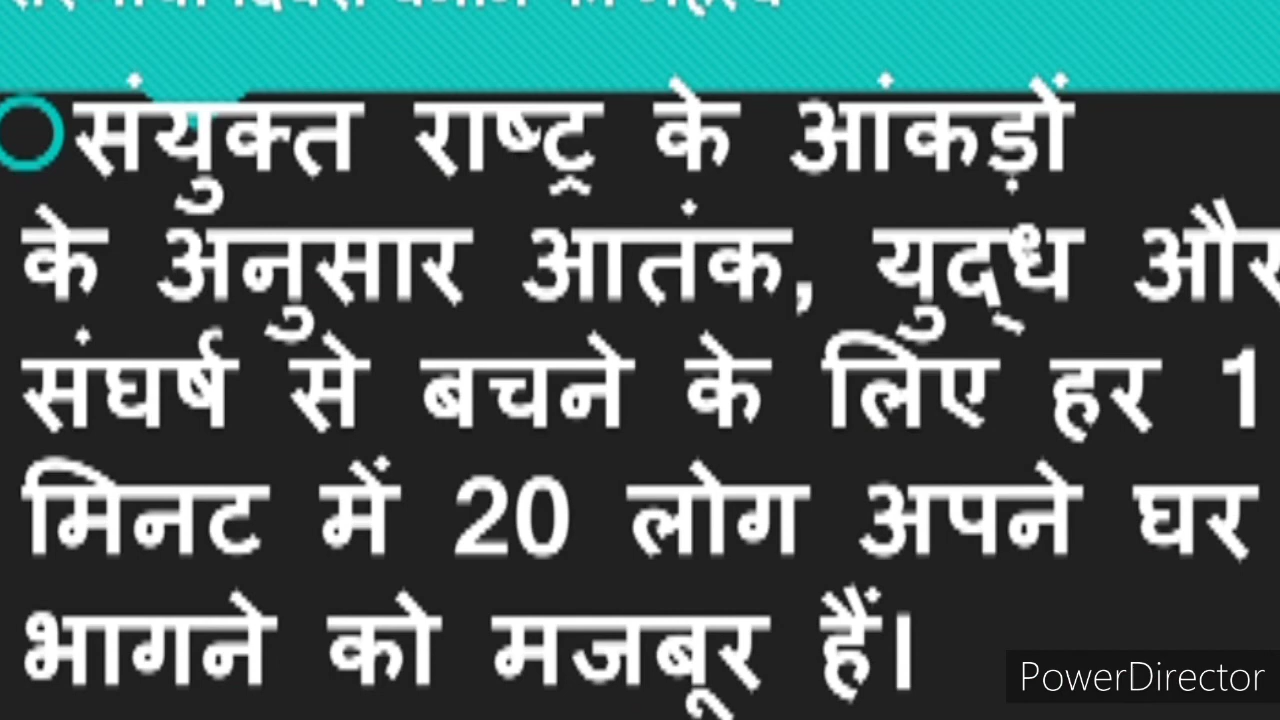 संयुक्त राष्ट्र के आंकड़ों
के अनुसार आतंक, युद्ध और
संघर्ष से बचने के लिए हर 1
मिनट में 20 लोग अपने घर
भागने को मजबूर हैं।
PowerDirector